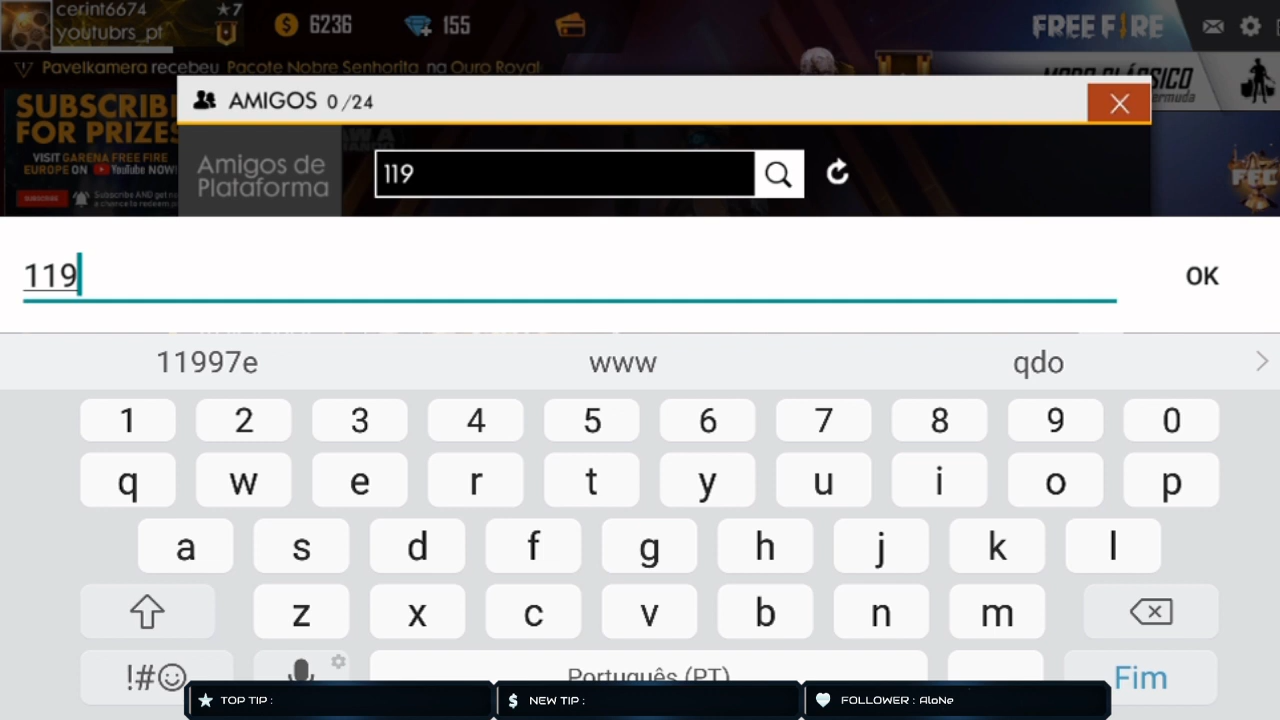 cerint6674
★7
6236
155
FREE FIRE
youtubrs_pt
Pavelkamera recebeu Pacote Nobre Senhorita na Ouro Royal
SUBSCRIB
FOR PRIZES
VISIT GARENA FREE FIRE
EUROPE ON YouTube NOW!
SUBSCRIBE
AMIGOS 0/24
X
Amigos de
Plataforma
119
119
OK
11997e www qdo
1 2 3 4 5 6 7 8 9 0
q w e r t y u i o p
a s d f g h j k l
z x c v b n m
!#☺
Português (PT)
Fim
TOP TIP :
NEW TIP :
FOLLOWER : AloNe